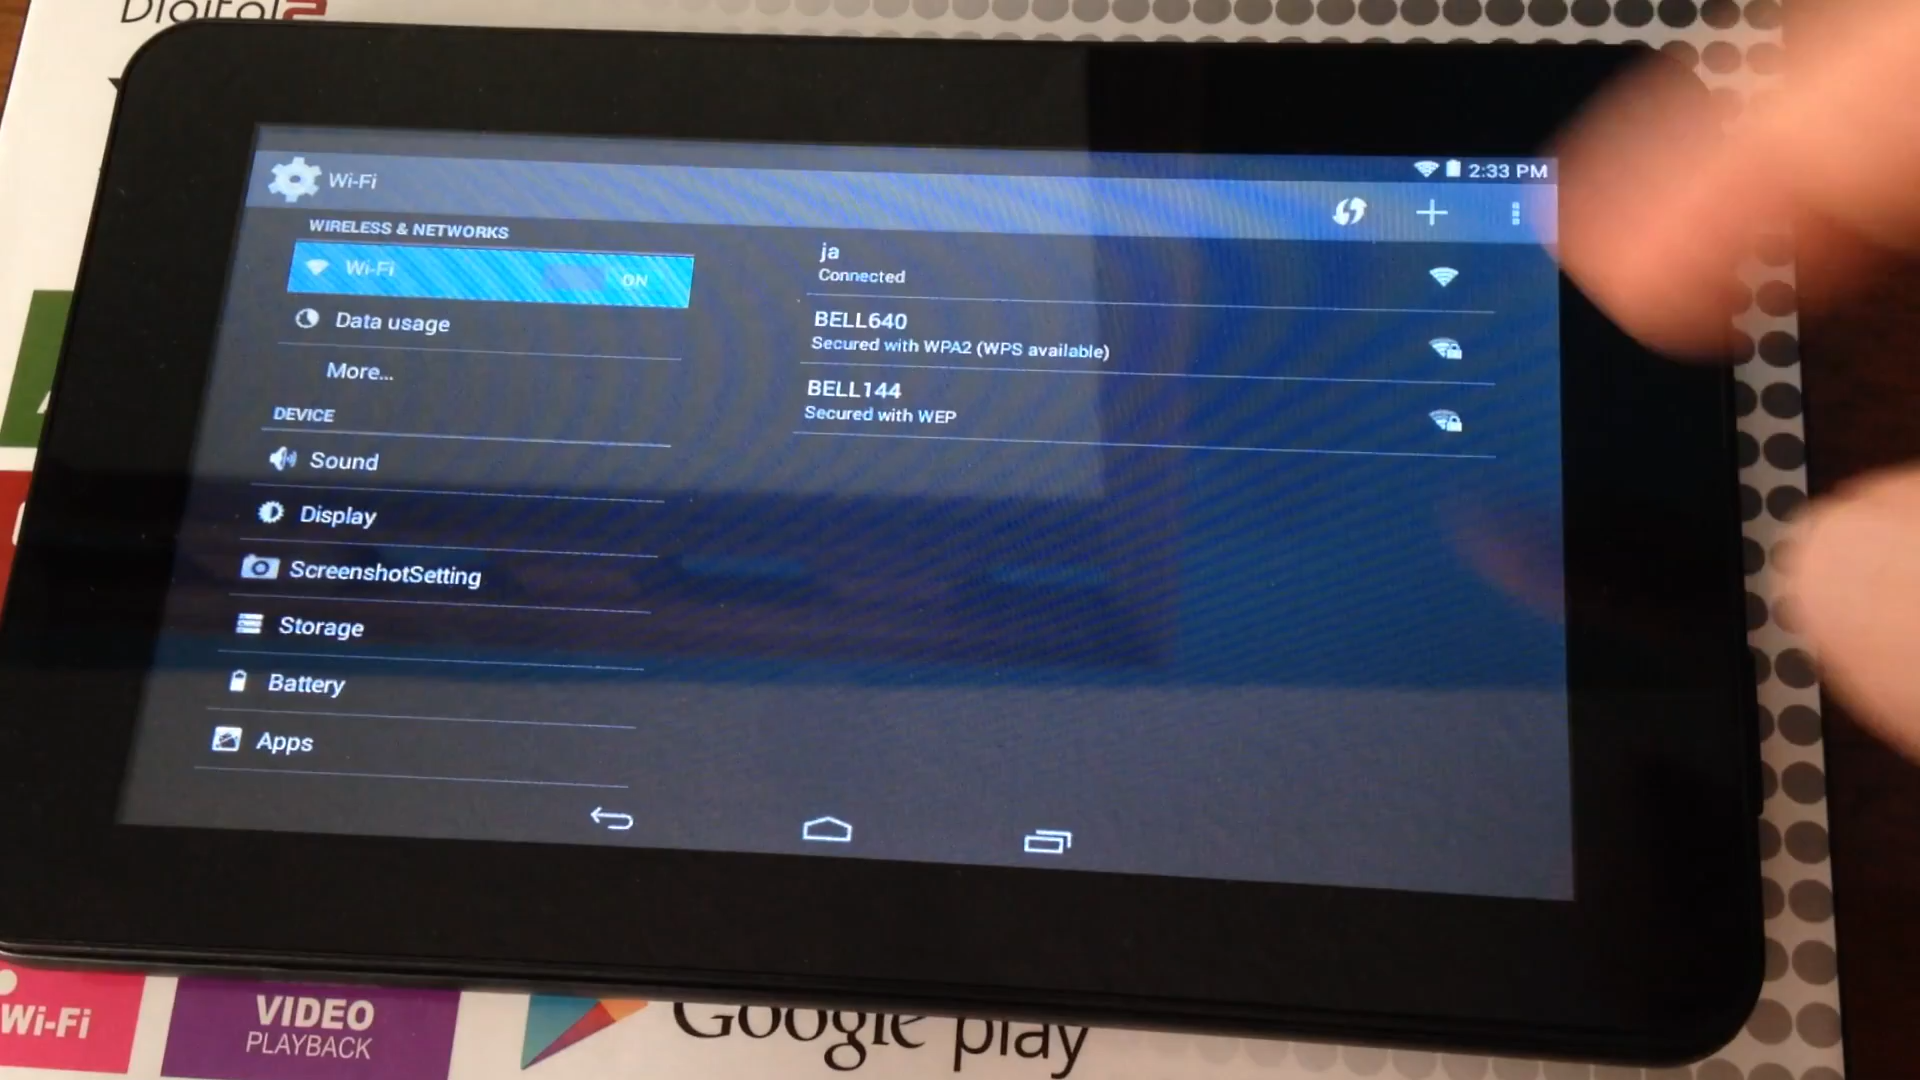 Digital2
2:33 PM
Wi-Fi
WIRELESS & NETWORKS
Wi-Fi ON
Data usage
More...
DEVICE
Sound
Display
ScreenshotSetting
Storage
Battery
Apps
ja
Connected
BELL640
Secured with WPA2 (WPS available)
BELL144
Secured with WEP
Wi-Fi
VIDEO
PLAYBACK
Google play